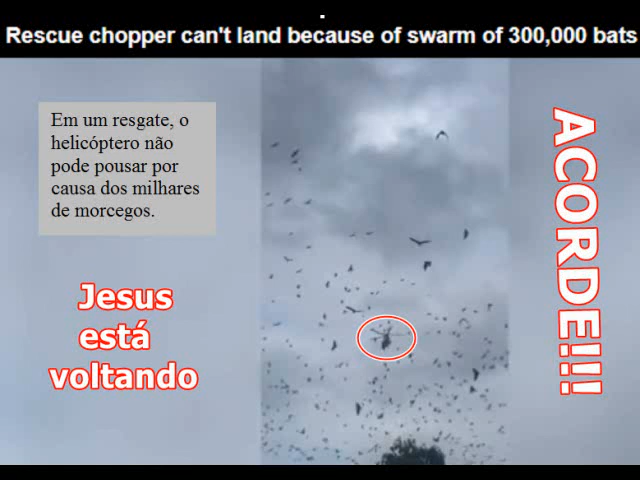 Rescue chopper can't land because of swarm of 300,000 bats
Em um resgate, o
helicóptero não
pode pousar por
causa dos milhares
de morcegos.
Jesus
está
voltando
ACORDE!!!